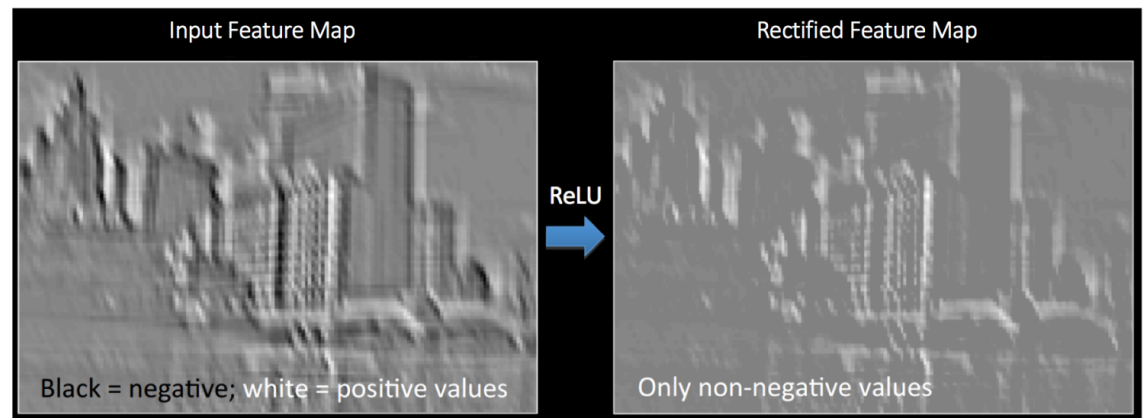 Input Feature Map
Rectified Feature Map
ReLU
Black = negative; white = positive values
Only non-negative values